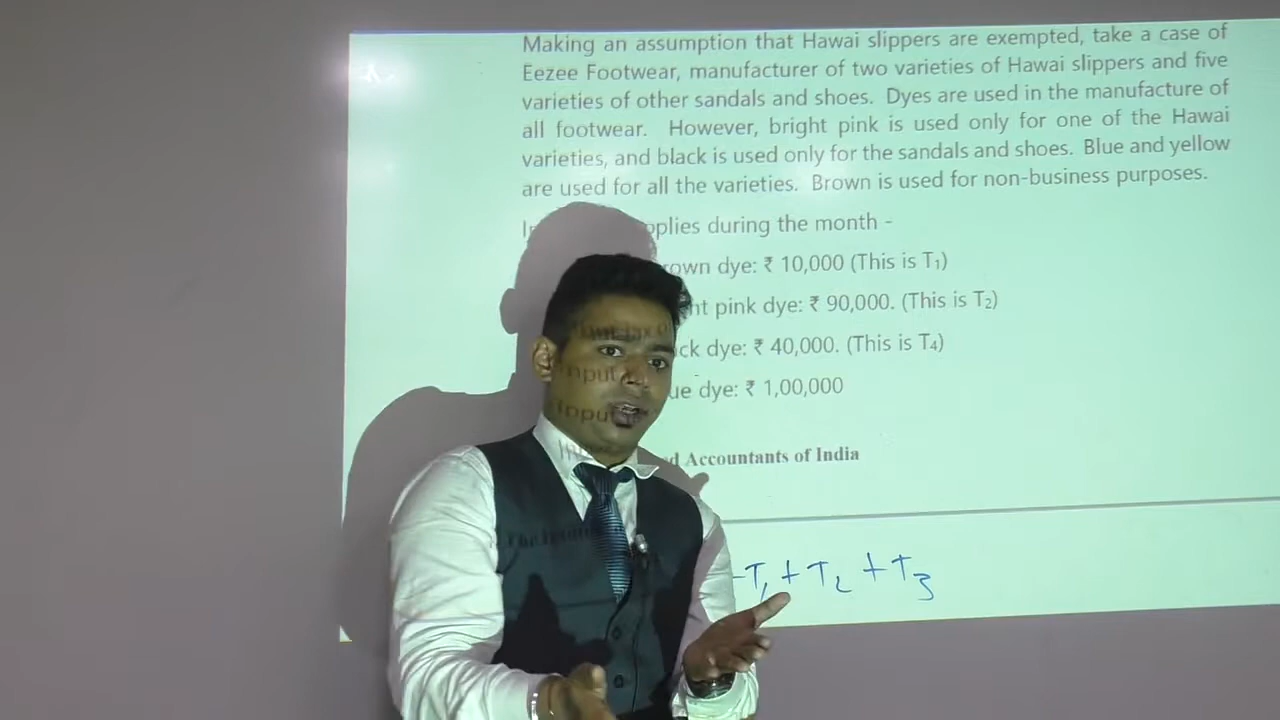 Making an assumption that Hawai slippers are exempted, take a case of
Eezee Footwear, manufacturer of two varieties of Hawai slippers and five
varieties of other sandals and shoes. Dyes are used in the manufacture of
all footwear. However, bright pink is used only for one of the Hawai
varieties, and black is used only for the sandals and shoes. Blue and yellow
are used for all the varieties. Brown is used for non-business purposes.
during the month -
dye: ₹ 10,000 (This is T₁)
pink dye: ₹ 90,000. (This is T₂)
dye: ₹ 40,000. (This is T₄)
dye: ₹ 1,00,000
Accountants of India
T₁ + T₂ + T₃